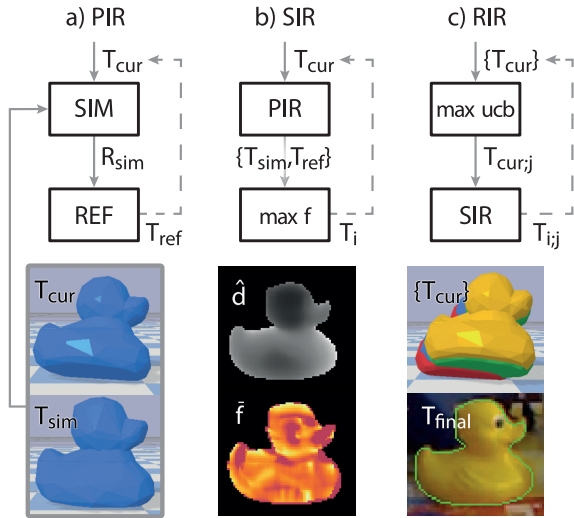 a) PIR
b) SIR
c) RIR
T_cur
T_cur
{T_cur}
SIM
PIR
max ucb
R_sim
{T_sim,T_ref}
T_cur;j
REF
max f
SIR
T_ref
T_i
T_i;j
T_cur
d̂
{T_cur}
T_sim
f̄
T_final